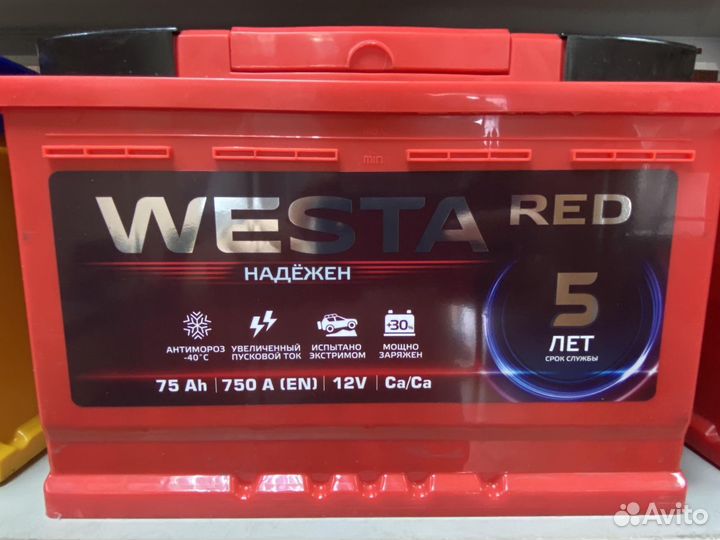 min
WESTA RED
НАДЁЖЕН
5
ЛЕТ
СРОК СЛУЖБЫ
+30%
АНТИМОРОЗ
-40°C
УВЕЛИЧЕННЫЙ
ПУСКОВОЙ ТОК
ИСПЫТАНО
ЭКСТРИМОМ
МОЩНО
ЗАРЯЖЕН
75 Ah | 750 A (EN) | 12V | Ca/Ca
Avito